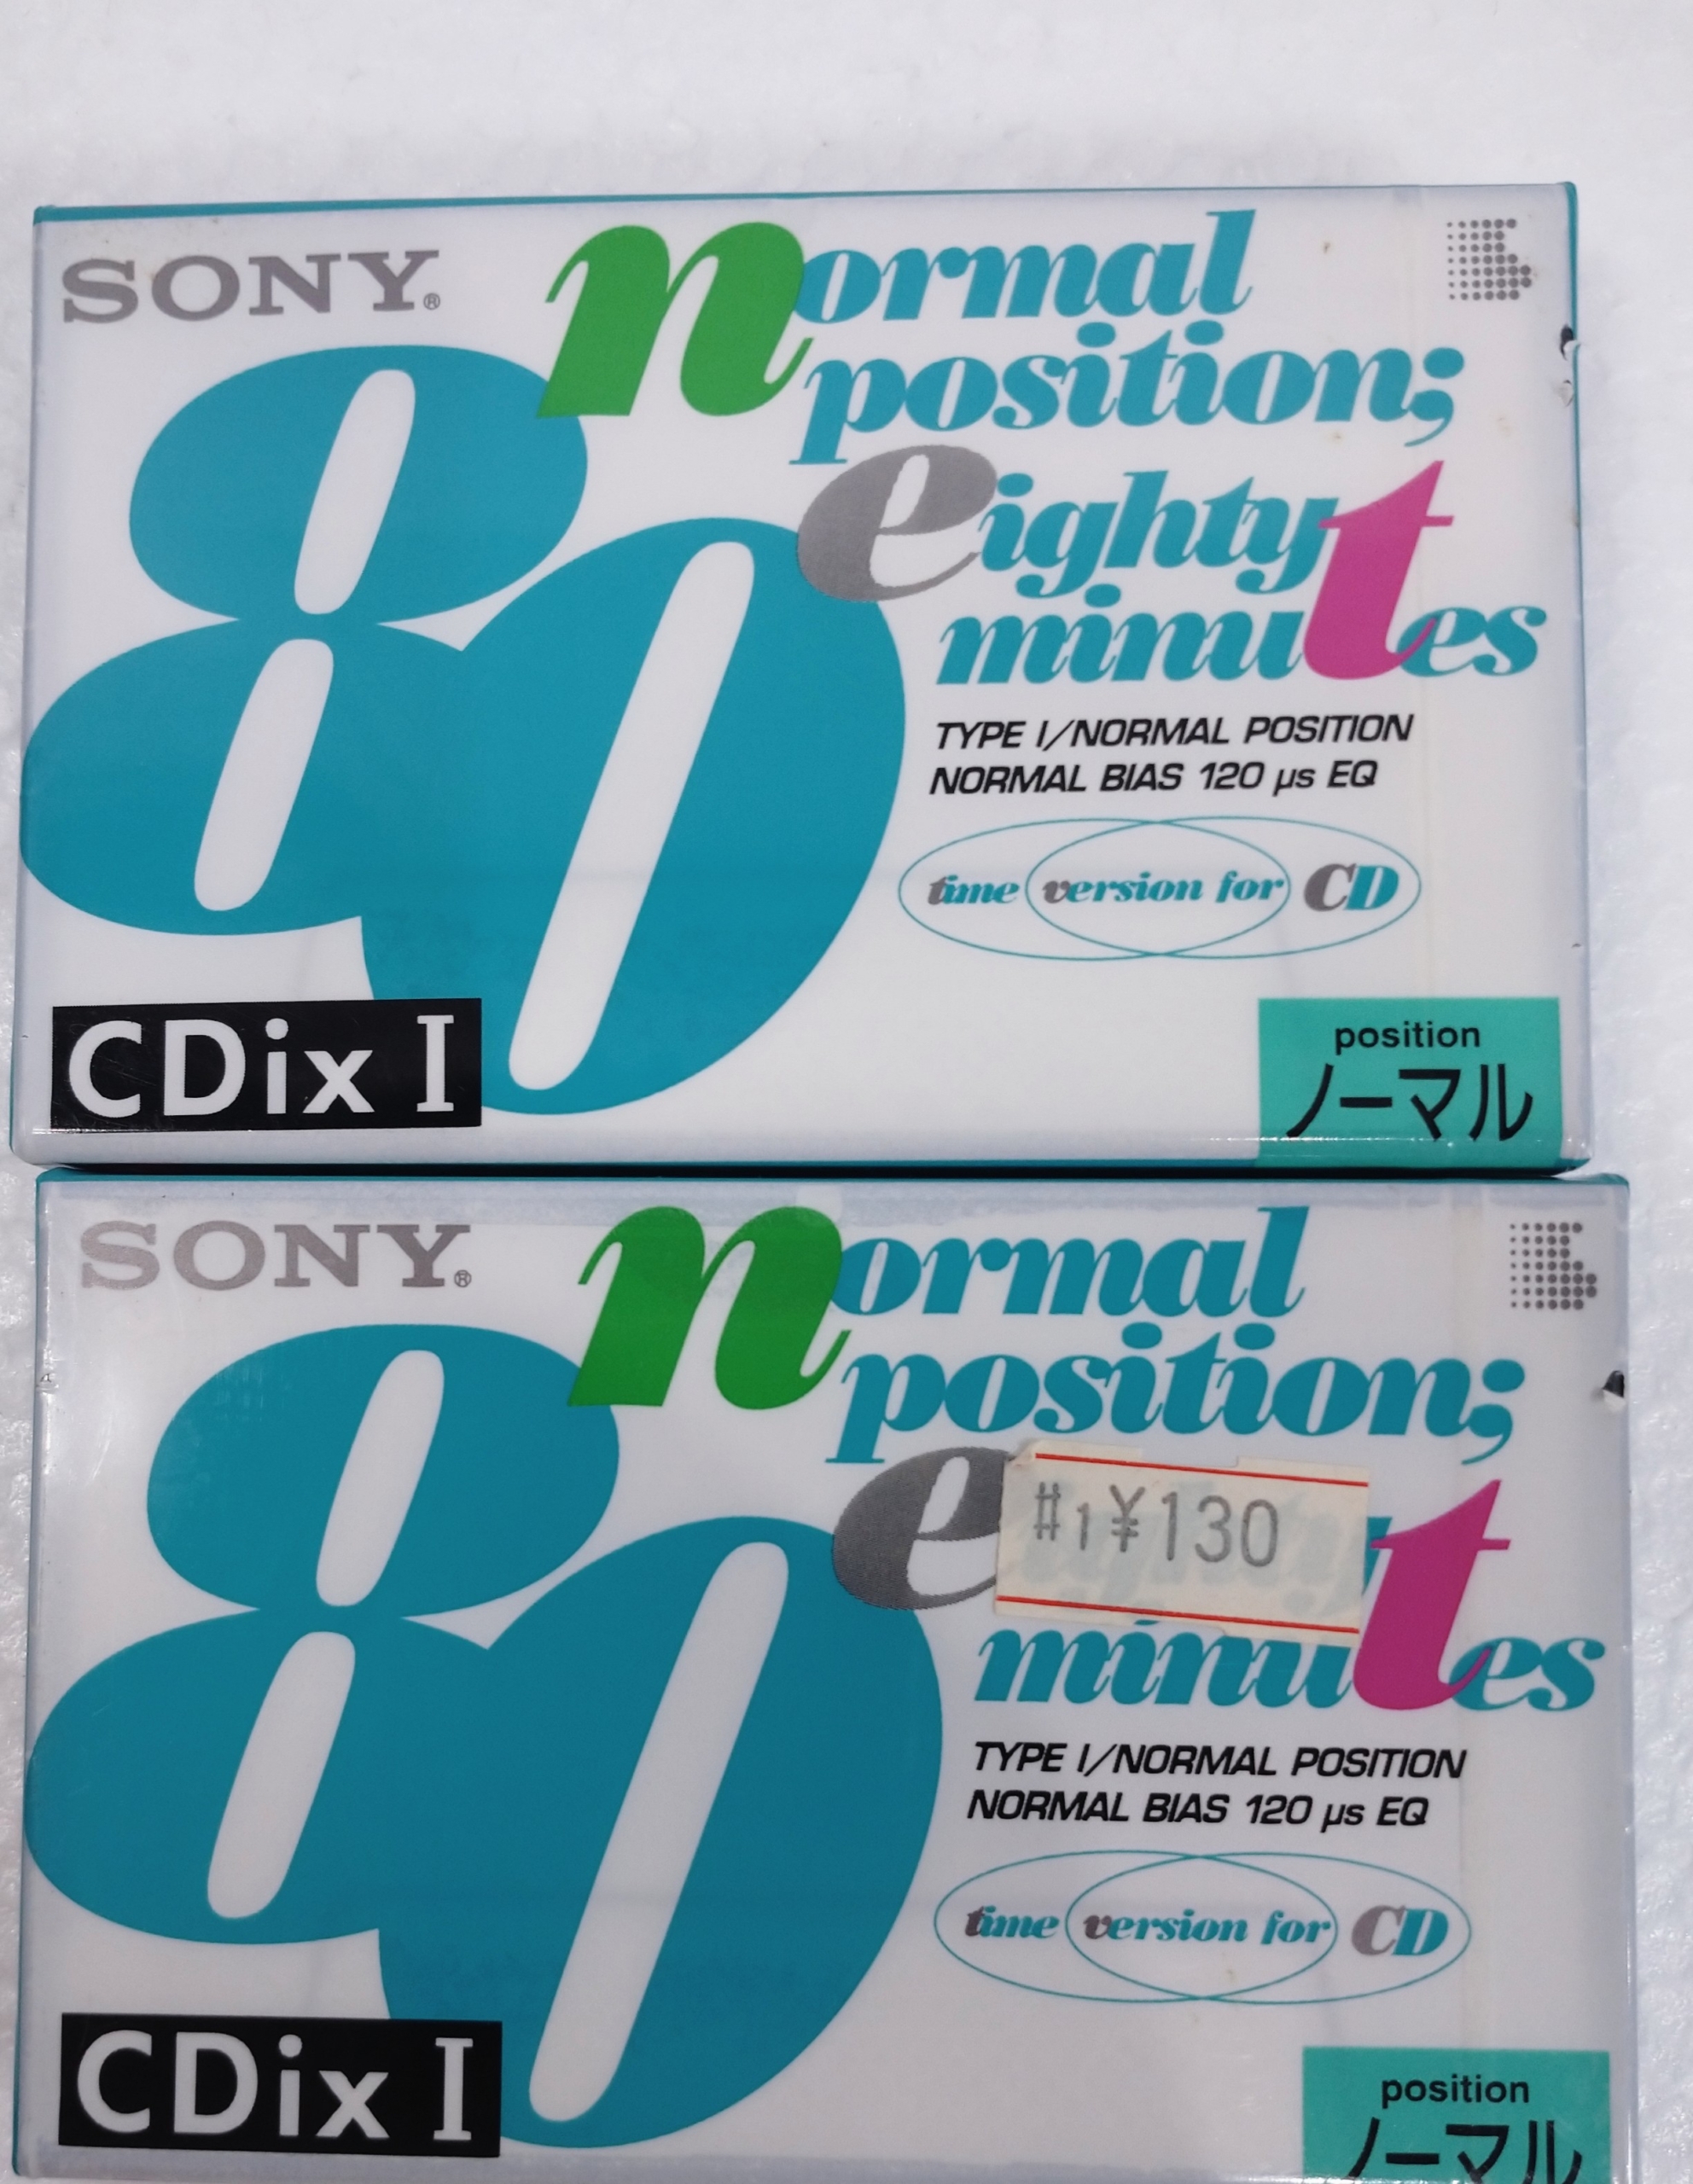 SONY®
normal
position;
eighty
minutes
80
TYPE I/NORMAL POSITION
NORMAL BIAS 120 μs EQ
time version for CD
CDix I
position
ノーマル
SONY®
normal
position;
e
#1¥130
minutes
80
TYPE I/NORMAL POSITION
NORMAL BIAS 120 μs EQ
time version for CD
CDix I
position
ノーマル